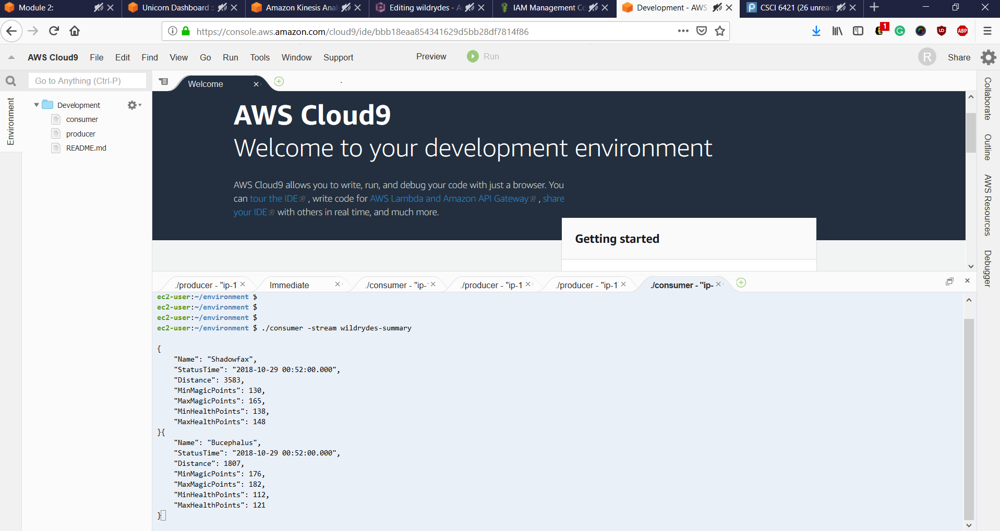 Module 2:
Unicorn Dashboard
Amazon Kinesis Anal
Editing wildrydes - A
IAM Management Co
Development - AWS
CSCI 6421 (26 unread
https://console.aws.amazon.com/cloud9/ide/bbb18eaa854341629d5bb28df7814f86
1
G
UO
ABP
AWS Cloud9 File Edit Find View Go Run Tools Window Support Preview Run R Share
Go to Anything (Ctrl-P)
Welcome
Environment
Development
consumer
producer
README.md
AWS Cloud9
Welcome to your development environment
AWS Cloud9 allows you to write, run, and debug your code with just a browser. You
can tour the IDE , write code for AWS Lambda and Amazon API Gateway , share
your IDE with others in real time, and much more.
Getting started
Collaborate
Outline
AWS Resources
Debugger
./producer - "ip-1
Immediate
./consumer - "ip-
./producer - "ip-1
./producer - "ip-1
./consumer - "ip-
ec2-user:~/environment $
ec2-user:~/environment $
ec2-user:~/environment $
ec2-user:~/environment $ ./consumer -stream wildrydes-summary
{
"Name": "Shadowfax",
"StatusTime": "2018-10-29 00:52:00.000",
"Distance": 3583,
"MinMagicPoints": 130,
"MaxMagicPoints": 165,
"MinHealthPoints": 138,
"MaxHealthPoints": 148
}{
"Name": "Bucephalus",
"StatusTime": "2018-10-29 00:52:00.000",
"Distance": 1807,
"MinMagicPoints": 176,
"MaxMagicPoints": 182,
"MinHealthPoints": 112,
"MaxHealthPoints": 121
}